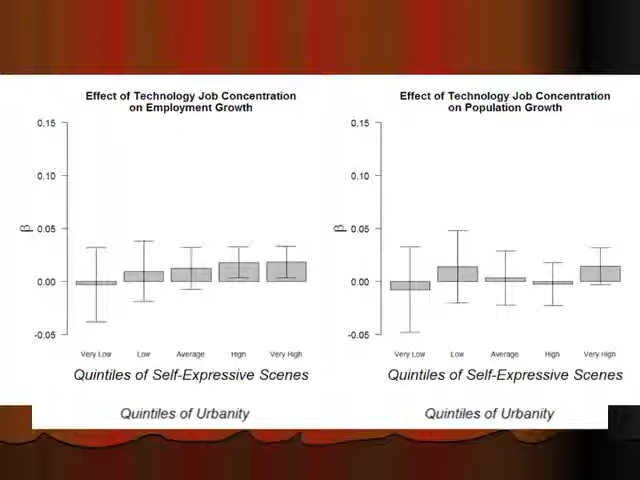 Effect of Technology Job Concentration
on Employment Growth
0.15
0.10
β
0.05
0.00
-0.05
Very Low Low Average High Very High
Quintiles of Self-Expressive Scenes
Quintiles of Urbanity
Effect of Technology Job Concentration
on Population Growth
0.15
0.10
β
0.05
0.00
-0.05
Very Low Low Average High Very High
Quintiles of Self-Expressive Scenes
Quintiles of Urbanity